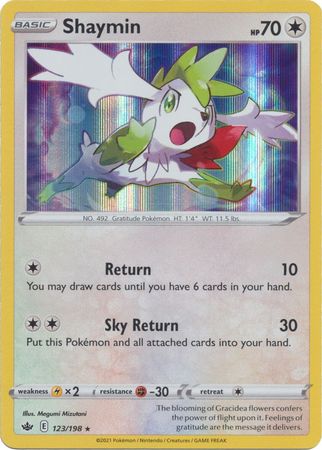 BASIC Shaymin HP 70
NO. 492 Gratitude Pokémon HT: 1'4" WT: 11.5 lbs.
Return 10
You may draw cards until you have 6 cards in your hand.
Sky Return 30
Put this Pokémon and all attached cards into your hand.
weakness ×2 resistance -30 retreat
Illus. Megumi Mizutani
The blooming of Gracidea flowers confers
the power of flight upon it. Feelings of
gratitude are the message it delivers.
E 123/198 ★
©2021 Pokémon / Nintendo / Creatures / GAME FREAK